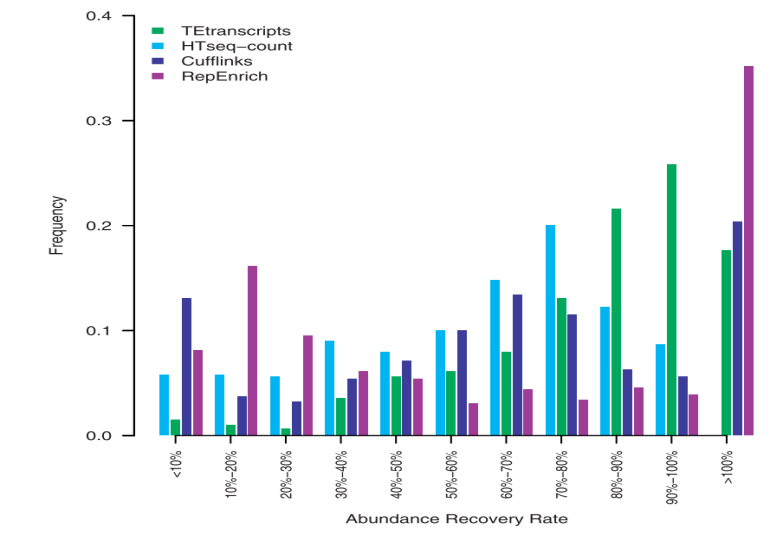 0.4
TEtranscripts
HTseq−count
Cufflinks
RepEnrich
0.3
Frequency
0.2
0.1
0.0
<10%
10%−20%
20%−30%
30%−40%
40%−50%
50%−60%
60%−70%
70%−80%
80%−90%
90%−100%
>100%
Abundance Recovery Rate